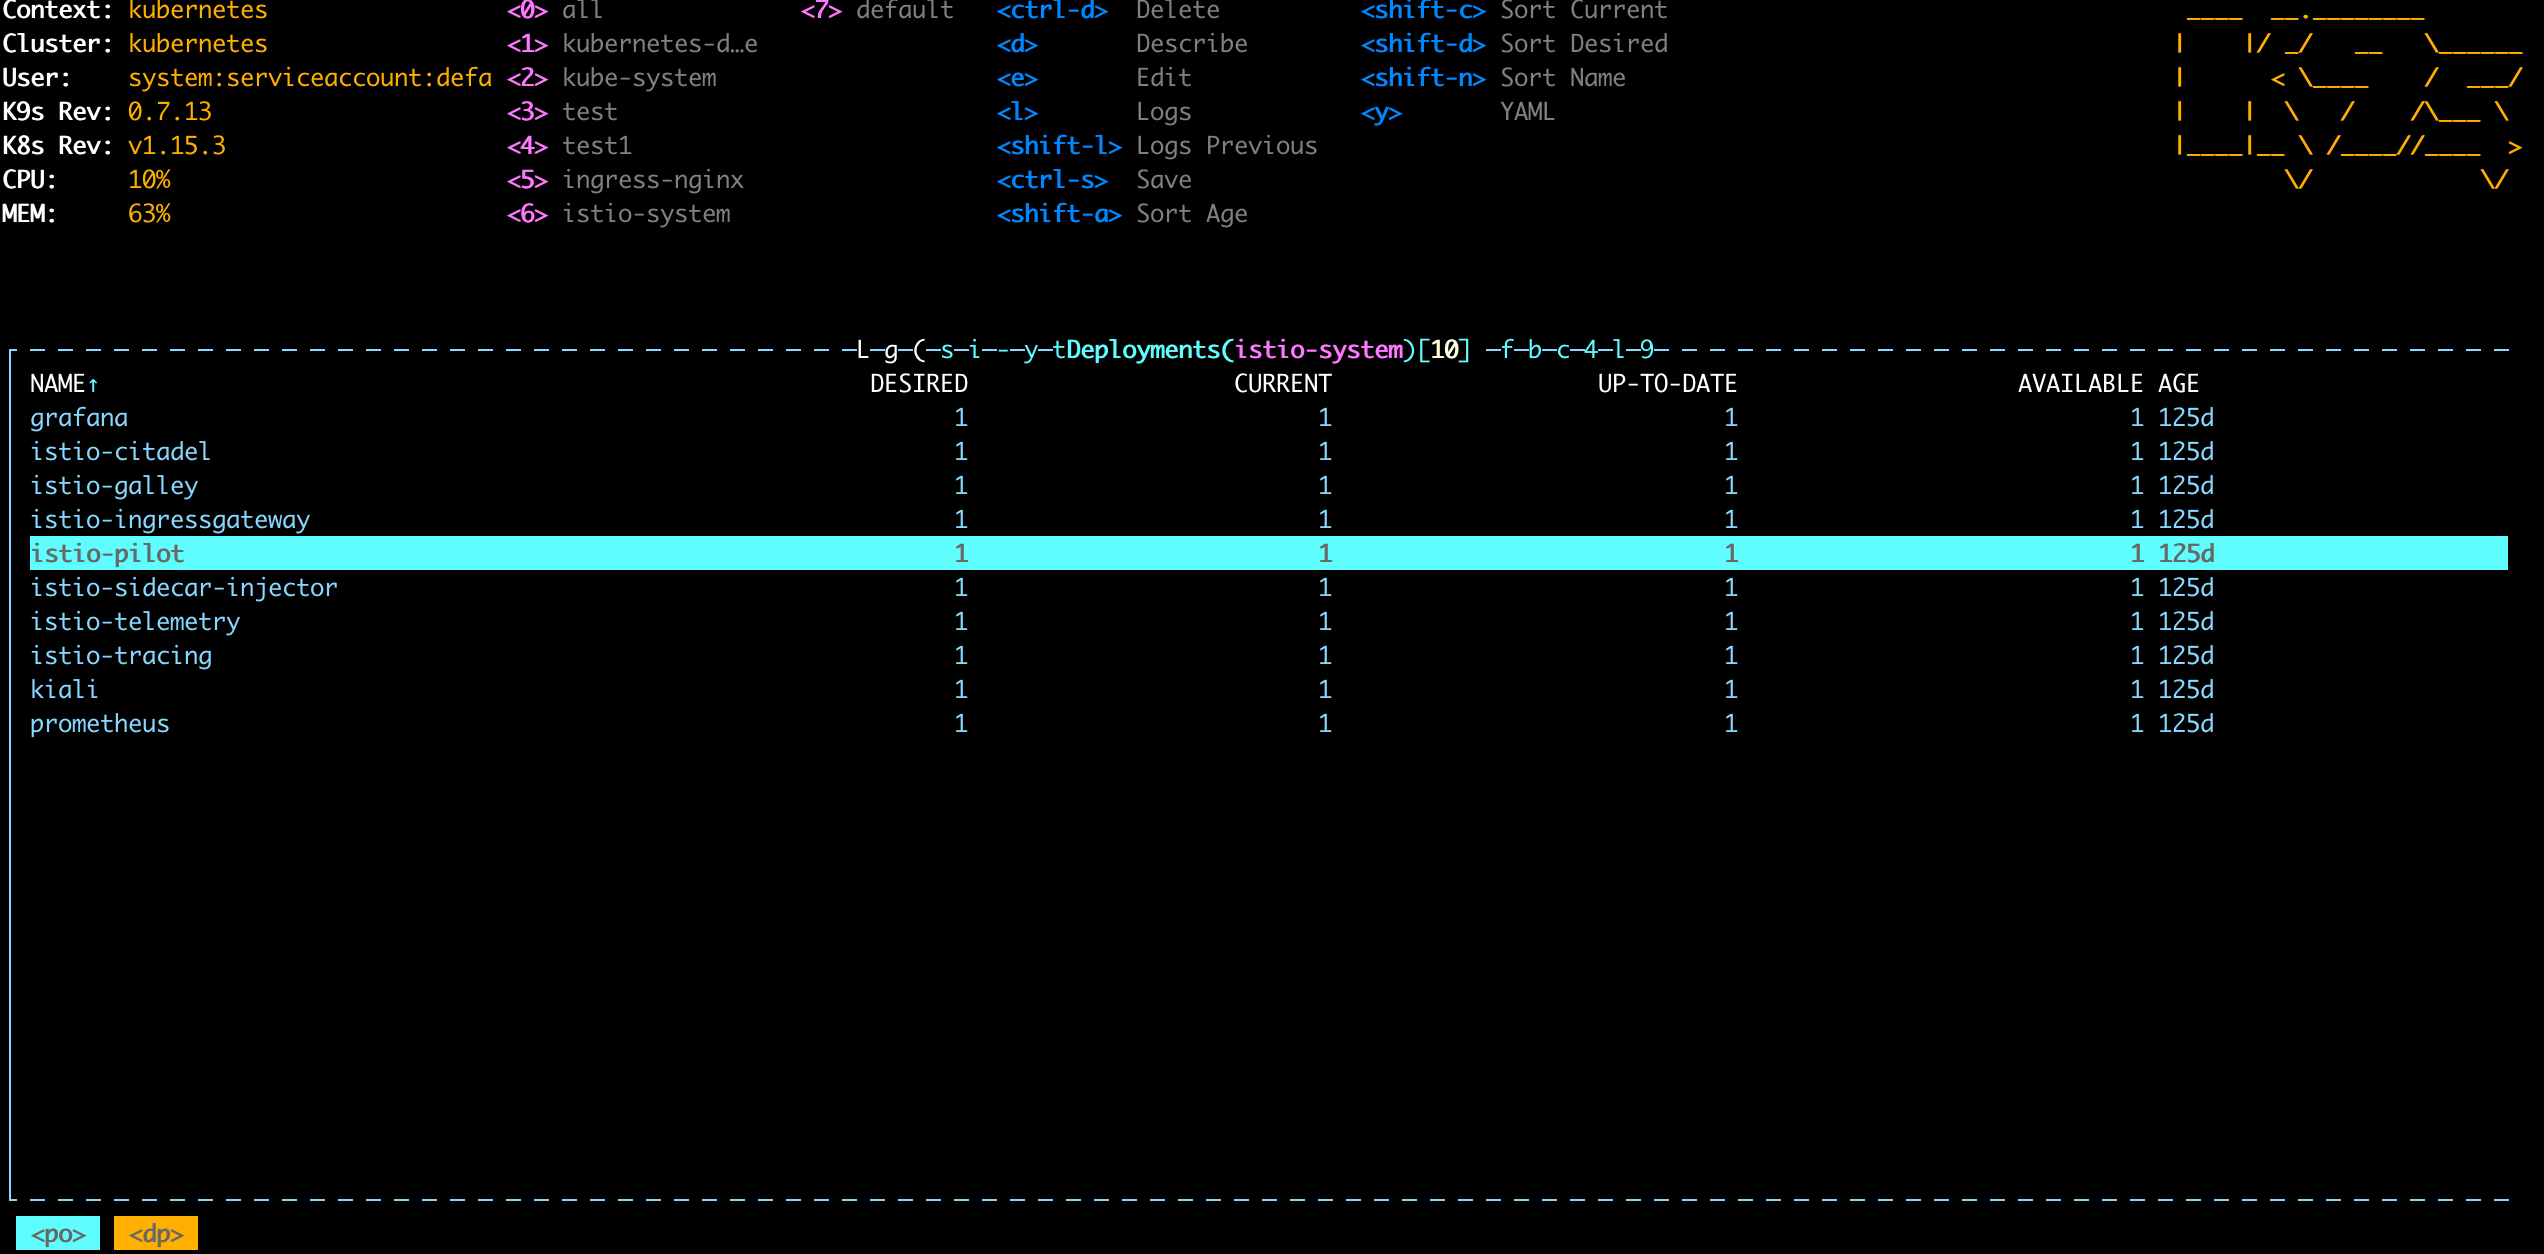 Context: kubernetes <0> all <7> default <ctrl-d> Delete <shift-c> Sort Current
Cluster: kubernetes <1> kubernetes-d…e <d> Describe <shift-d> Sort Desired
User: system:serviceaccount:defa <2> kube-system <e> Edit <shift-n> Sort Name
K9s Rev: 0.7.13 <3> test <l> Logs <y> YAML
K8s Rev: v1.15.3 <4> test1 <shift-l> Logs Previous
CPU: 10% <5> ingress-nginx <ctrl-s> Save
MEM: 63% <6> istio-system <shift-a> Sort Age
L g ( s i - y tDeployments(istio-system)[10] f b c 4 l 9
NAME↑ DESIRED CURRENT UP-TO-DATE AVAILABLE AGE
grafana 1 1 1 1 125d
istio-citadel 1 1 1 1 125d
istio-galley 1 1 1 1 125d
istio-ingressgateway 1 1 1 1 125d
istio-pilot 1 1 1 1 125d
istio-sidecar-injector 1 1 1 1 125d
istio-telemetry 1 1 1 1 125d
istio-tracing 1 1 1 1 125d
kiali 1 1 1 1 125d
prometheus 1 1 1 1 125d
<po> <dp>